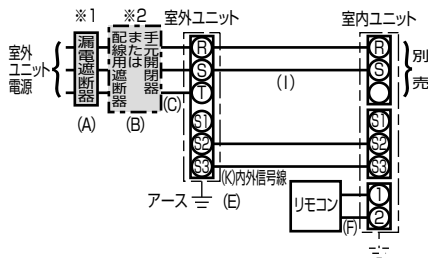 ※1
※2
室外ユニット
室内ユニット
室外
ユニット
電源
漏電遮断器
手元開閉器
または
配線用遮断器
(A)
(B)
(C)
R
S
T
S1
S2
S3
(I)
(K)内外信号線
アース
(E)
R
S
S1
S2
S3
別売
リモコン
(F)
1
2